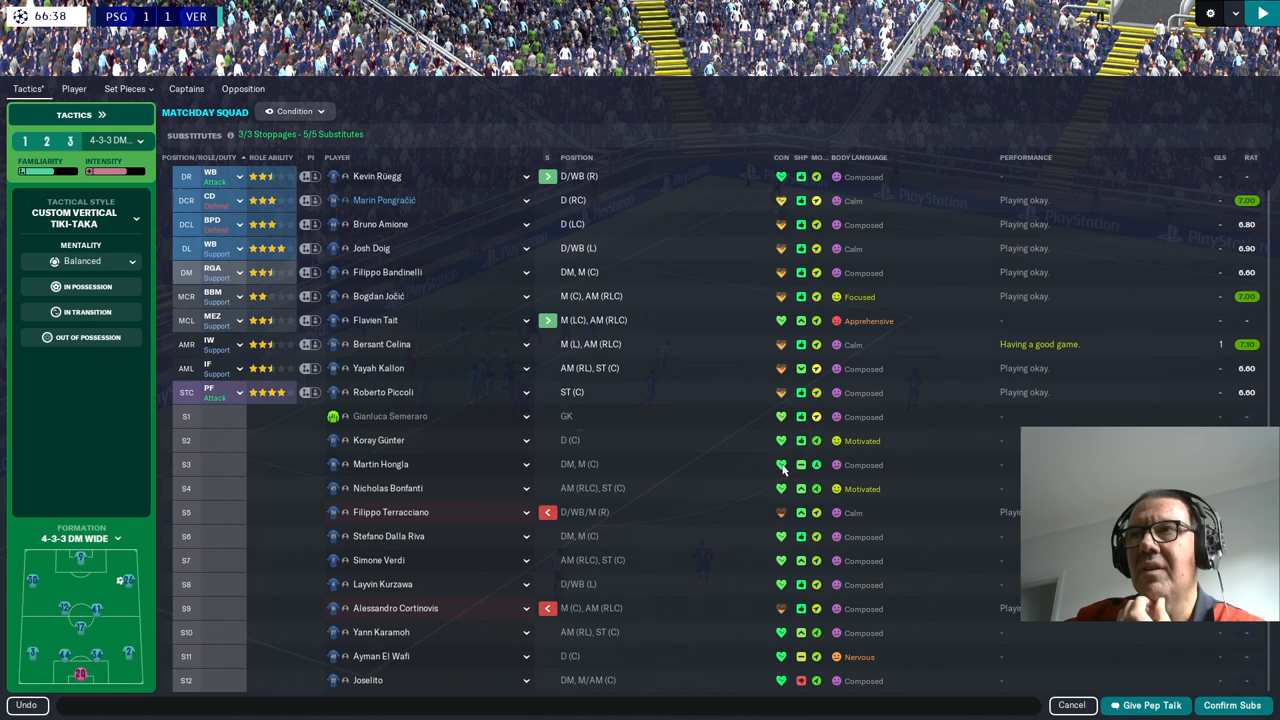 66:38 PSG 1 1 VER
Tactics* Player Set Pieces Captains Opposition
TACTICS
1 2 3 4-3-3 DM...
FAMILIARITY INTENSITY
TACTICAL STYLE
CUSTOM VERTICAL
TIKI-TAKA
MENTALITY
Balanced
IN POSSESSION
IN TRANSITION
OUT OF POSSESSION
FORMATION
4-3-3 DM WIDE
9
30 26
12
17
3 2
MATCHDAY SQUAD Condition
SUBSTITUTES 3/3 Stoppages - 5/5 Substitutes
POSITION/ROLE/DUTY ROLE ABILITY PI PLAYER S POSITION CON SHP MO... BODY LANGUAGE PERFORMANCE GLS RAT
DR WB Attack Kevin Rüegg D/WB (R) Composed - - -
DCR CD Defend Marin Pongračić D (RC) Calm Playing okay. - 7.00
DCL BPD Defend Bruno Amione D (LC) Composed Playing okay. - 6.80
DL WB Support Josh Doig D/WB (L) Calm Playing okay. - 6.90
DM RGA Support Filippo Bandinelli DM, M (C) Composed Playing okay. - 6.60
MCR BBM Support Bogdan Jočić M (C), AM (RLC) Focused Playing okay. - 7.00
MCL MEZ Support Flavien Tait M (LC), AM (RLC) Apprehensive - - -
AMR IW Support Bersant Celina M (L), AM (RLC) Calm Having a good game. 1 7.10
AML IF Support Yayah Kallon AM (RL), ST (C) Composed Playing okay. - 6.60
STC PF Attack Roberto Piccoli ST (C) Composed Playing okay. - 6.60
S1 Gianluca Semeraro GK Composed - - -
S2 Koray Günter D (C) Motivated -
S3 Martin Hongla DM, M (C) Composed -
S4 Nicholas Bonfanti AM (RLC), ST (C) Motivated -
S5 Filippo Terracciano D/WB/M (R) Calm
S6 Stefano Dalla Riva DM, M (C) Composed -
S7 Simone Verdi AM (RLC), ST (C) Composed -
S8 Layvin Kurzawa D/WB (L) Composed -
S9 Alessandro Cortinovis M (C), AM (RLC) Composed
S10 Yann Karamoh AM (RL), ST (C) Composed - - -
S11 Ayman El Wafi D (C) Nervous - - -
S12 Joselito DM, M/AM (C) Composed - - -
Undo Cancel Give Pep Talk Confirm Subs
PlayStation